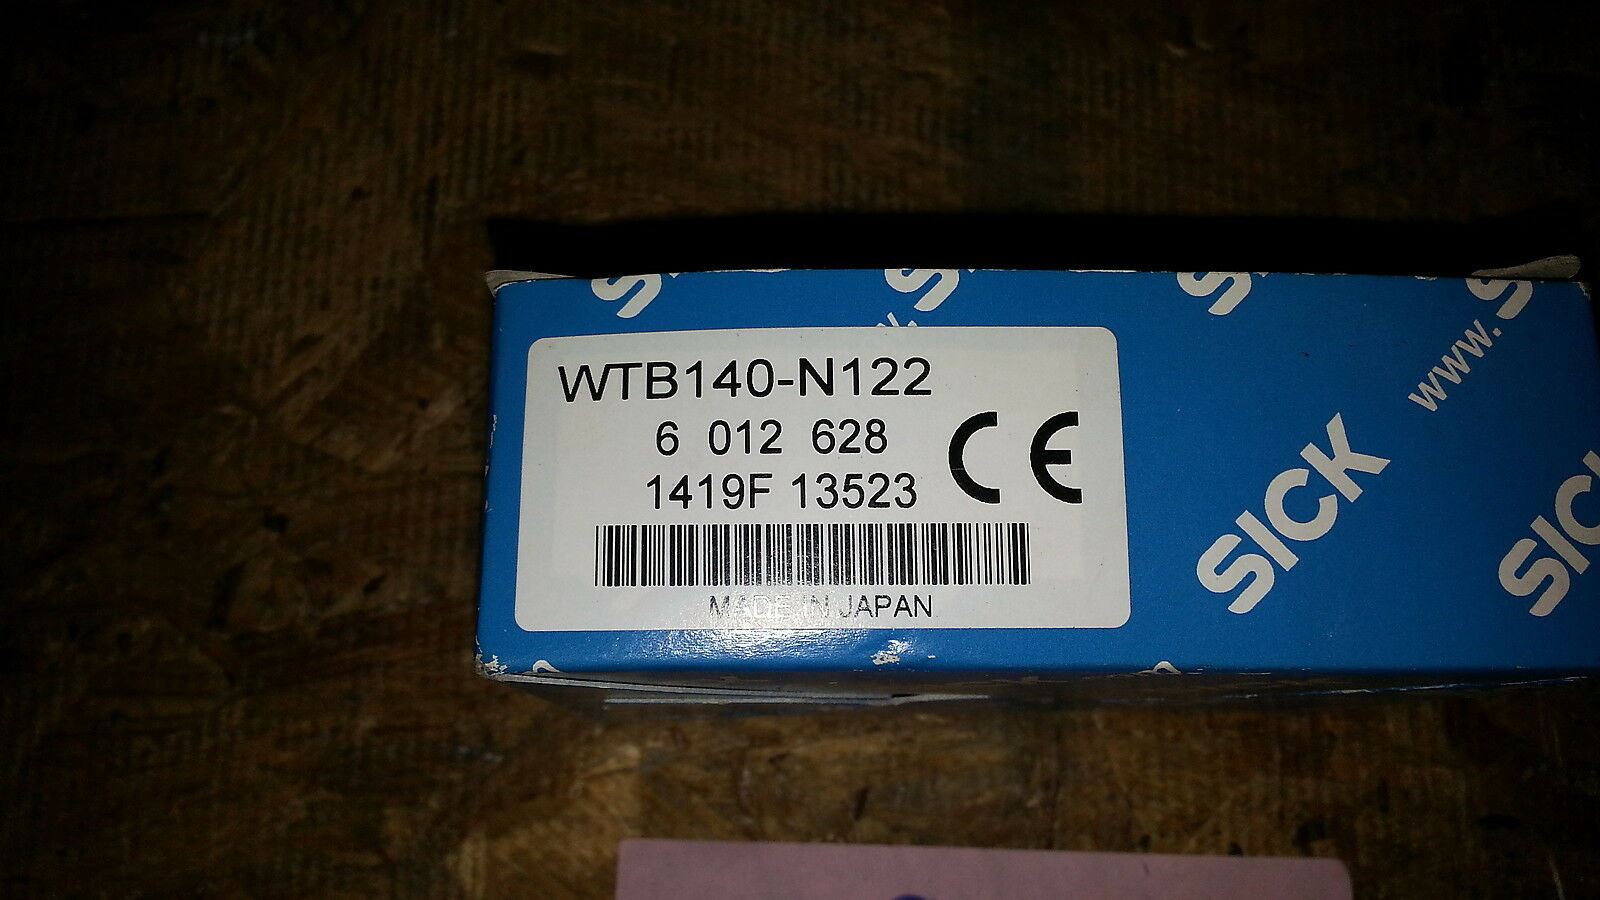 WTB140-N122
6 012 628
1419F 13523
CE
MADE IN JAPAN
www.
SICK
SICK